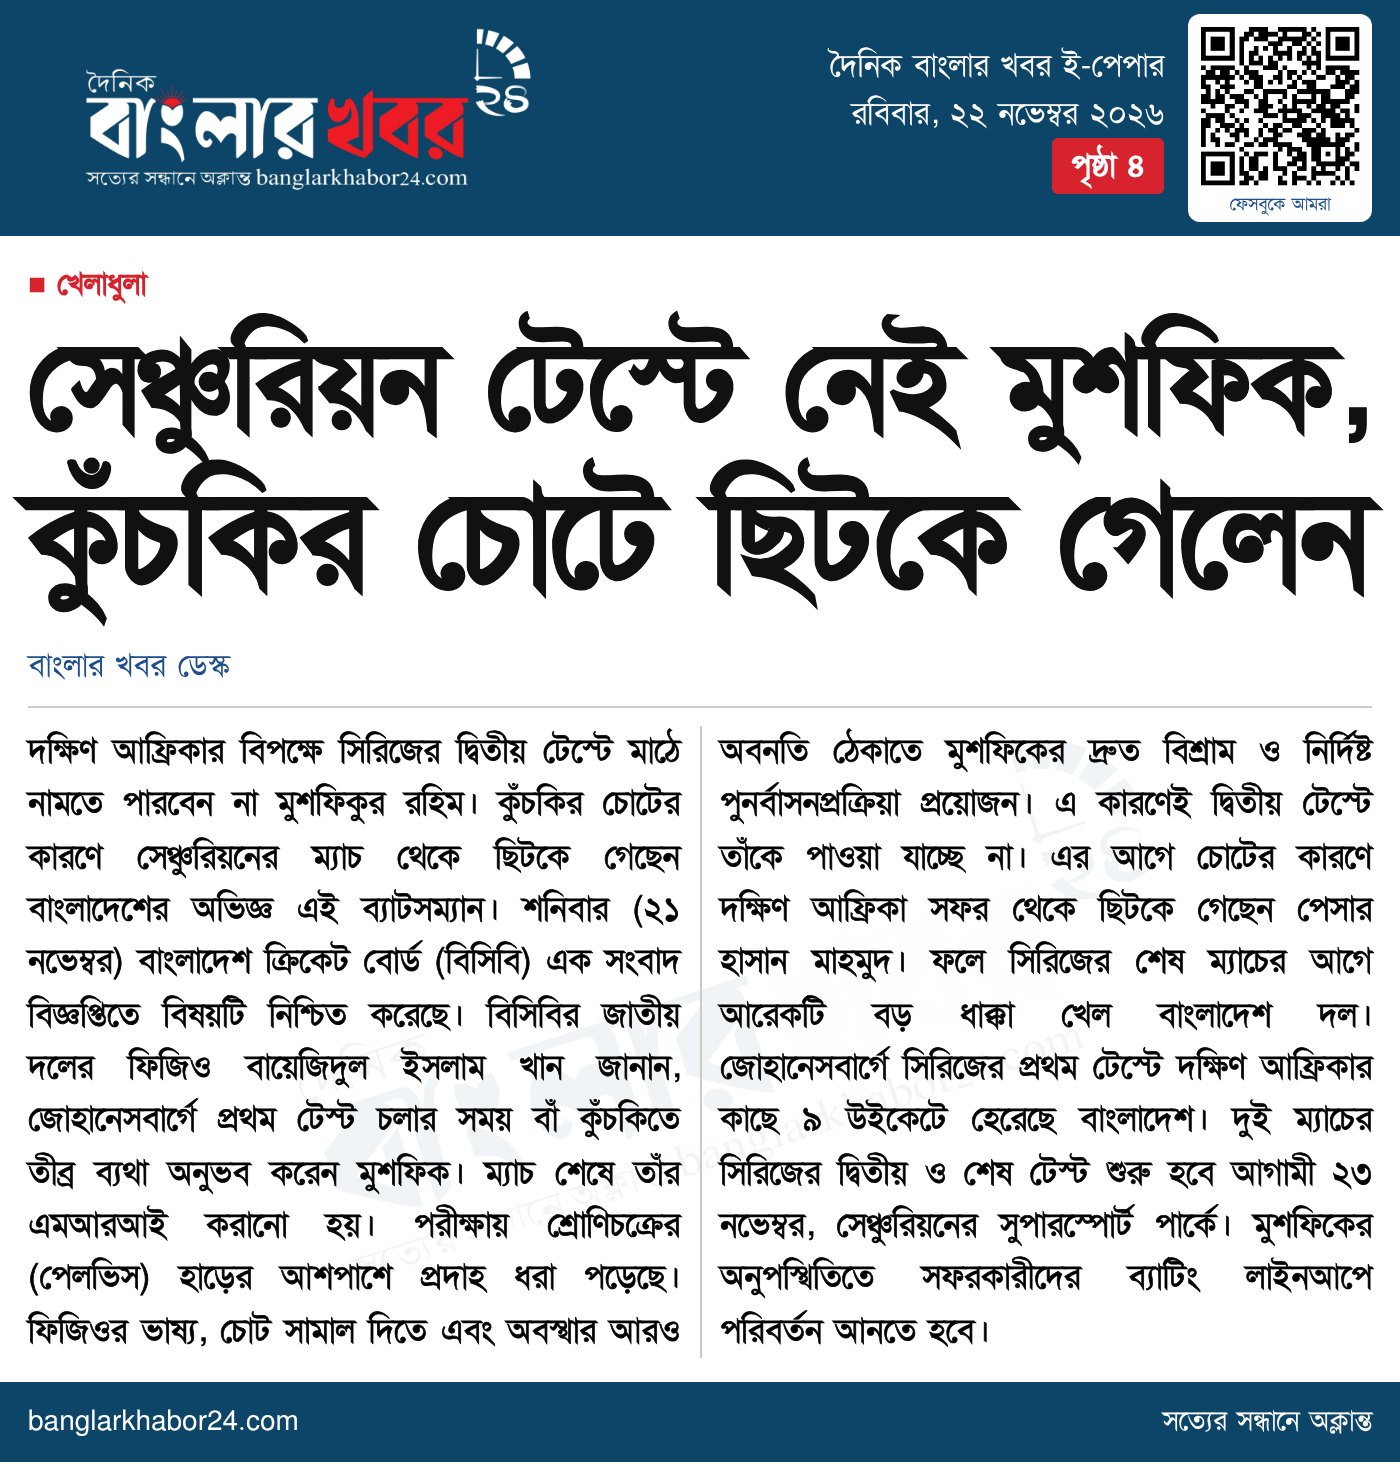 দৈনিক
বাংলার খবর
২৪
সত্যের সন্ধানে অক্লান্ত banglarkhabor24.com
দৈনিক বাংলার খবর ই-পেপার
রবিবার, ২২ নভেম্বর ২০২৬
পৃষ্ঠা ৪
ফেসবুকে আমরা
খেলাধুলা
সেঞ্চুরিয়ন টেস্টে নেই মুশফিক,
কুঁচকির চোটে ছিটকে গেলেন
বাংলার খবর ডেস্ক
দক্ষিণ আফ্রিকার বিপক্ষে সিরিজের দ্বিতীয় টেস্টে মাঠে
নামতে পারবেন না মুশফিকুর রহিম। কুঁচকির চোটের
কারণে সেঞ্চুরিয়নের ম্যাচ থেকে ছিটকে গেছেন
বাংলাদেশের অভিজ্ঞ এই ব্যাটসম্যান। শনিবার (২১
নভেম্বর) বাংলাদেশ ক্রিকেট বোর্ড (বিসিবি) এক সংবাদ
বিজ্ঞপ্তিতে বিষয়টি নিশ্চিত করেছে। বিসিবির জাতীয়
দলের ফিজিও বায়েজিদুল ইসলাম খান জানান,
জোহানেসবার্গে প্রথম টেস্ট চলার সময় বাঁ কুঁচকিতে
তীব্র ব্যথা অনুভব করেন মুশফিক। ম্যাচ শেষে তাঁর
এমআরআই করানো হয়। পরীক্ষায় শ্রোণিচক্রের
(পেলভিস) হাড়ের আশপাশে প্রদাহ ধরা পড়েছে।
ফিজিওর ভাষ্য, চোট সামাল দিতে এবং অবস্থার আরও
অবনতি ঠেকাতে মুশফিকের দ্রুত বিশ্রাম ও নির্দিষ্ট
পুনর্বাসনপ্রক্রিয়া প্রয়োজন। এ কারণেই দ্বিতীয় টেস্টে
তাঁকে পাওয়া যাচ্ছে না। এর আগে চোটের কারণে
দক্ষিণ আফ্রিকা সফর থেকে ছিটকে গেছেন পেসার
হাসান মাহমুদ। ফলে সিরিজের শেষ ম্যাচের আগে
আরেকটি বড় ধাক্কা খেল বাংলাদেশ দল।
জোহানেসবার্গে সিরিজের প্রথম টেস্টে দক্ষিণ আফ্রিকার
কাছে ৯ উইকেটে হেরেছে বাংলাদেশ। দুই ম্যাচের
সিরিজের দ্বিতীয় ও শেষ টেস্ট শুরু হবে আগামী ২৩
নভেম্বর, সেঞ্চুরিয়নের সুপারস্পোর্ট পার্কে। মুশফিকের
অনুপস্থিতিতে সফরকারীদের ব্যাটিং লাইনআপে
পরিবর্তন আনতে হবে।
banglarkhabor24.com
সত্যের সন্ধানে অক্লান্ত